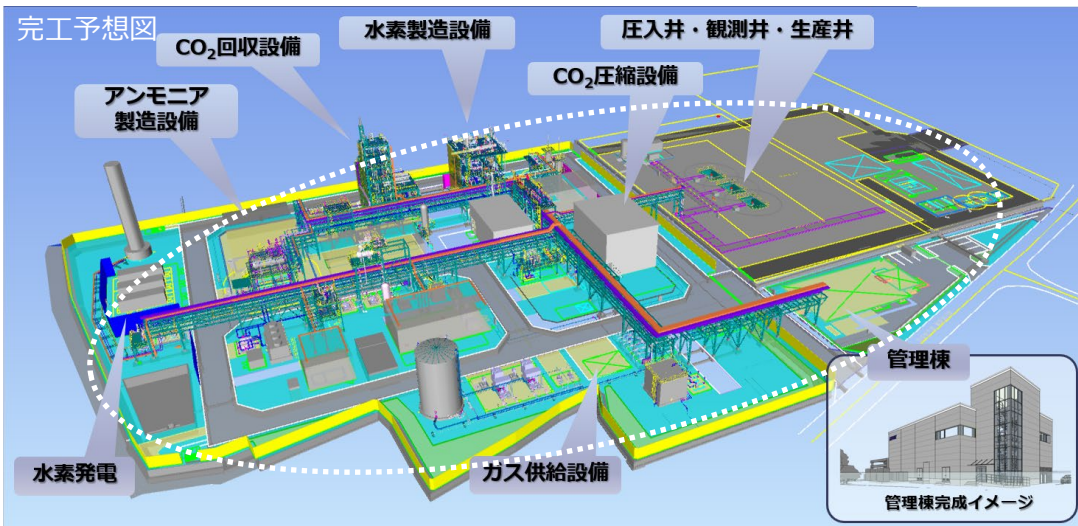 完工予想図
CO₂回収設備
水素製造設備
圧入井・観測井・生産井
CO₂圧縮設備
アンモニア
製造設備
管理棟
水素発電
ガス供給設備
管理棟完成イメージ